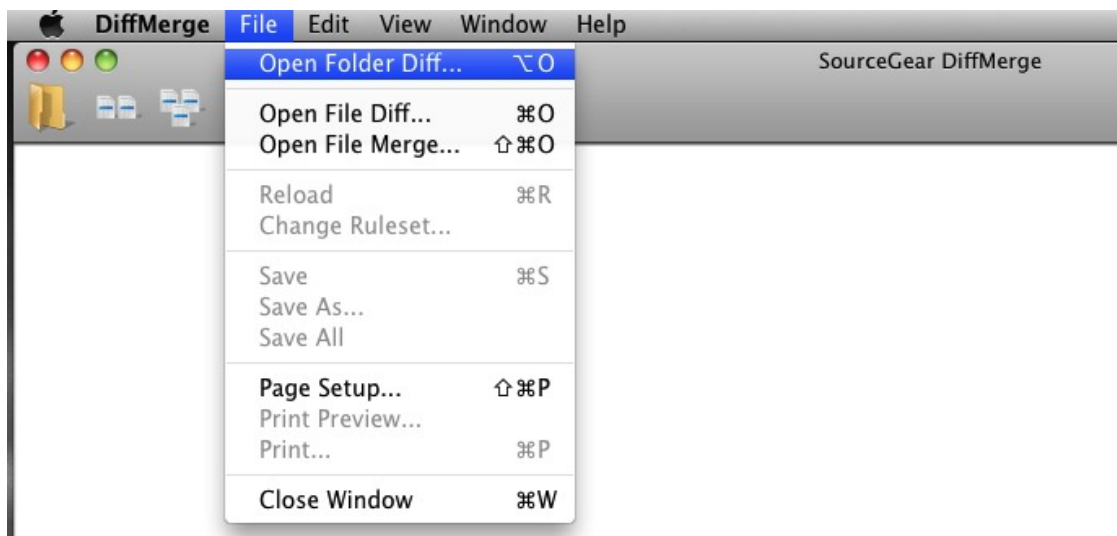 DiffMerge File Edit View Window Help
SourceGear DiffMerge
Open Folder Diff... ⌥O
Open File Diff... ⌘O
Open File Merge... ⇧⌘O
Reload ⌘R
Change Ruleset...
Save ⌘S
Save As...
Save All
Page Setup... ⇧⌘P
Print Preview...
Print... ⌘P
Close Window ⌘W